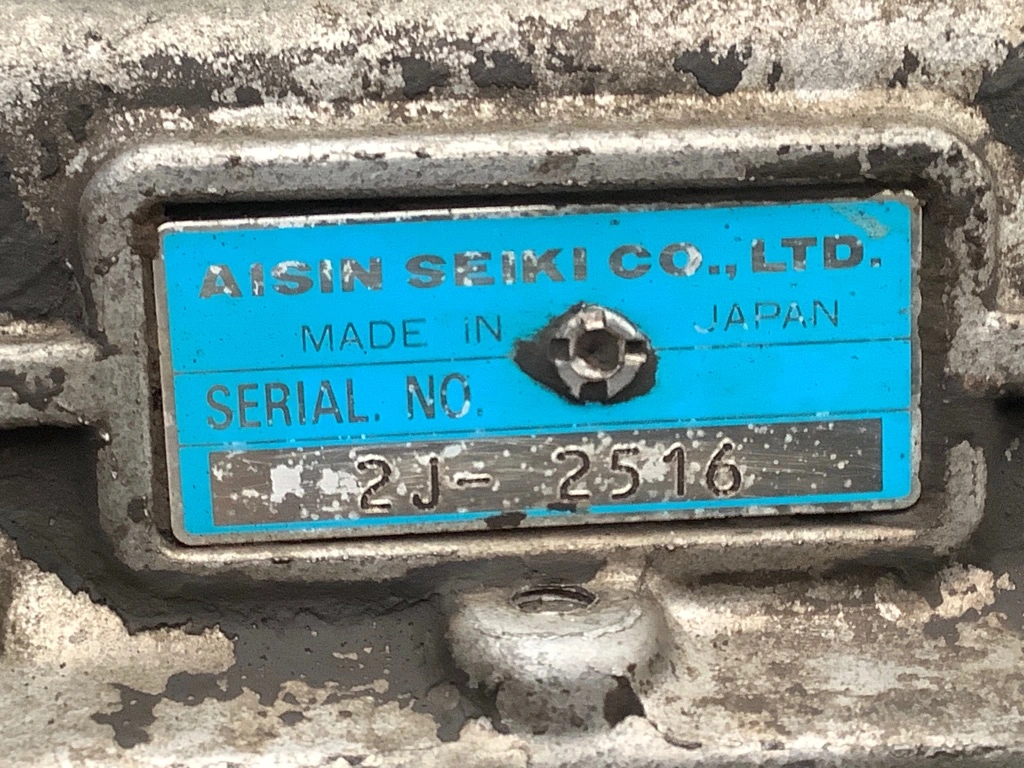 AISIN SEIKI CO., LTD.
MADE iN JAPAN
SERIAL. NO.
2J- 2516